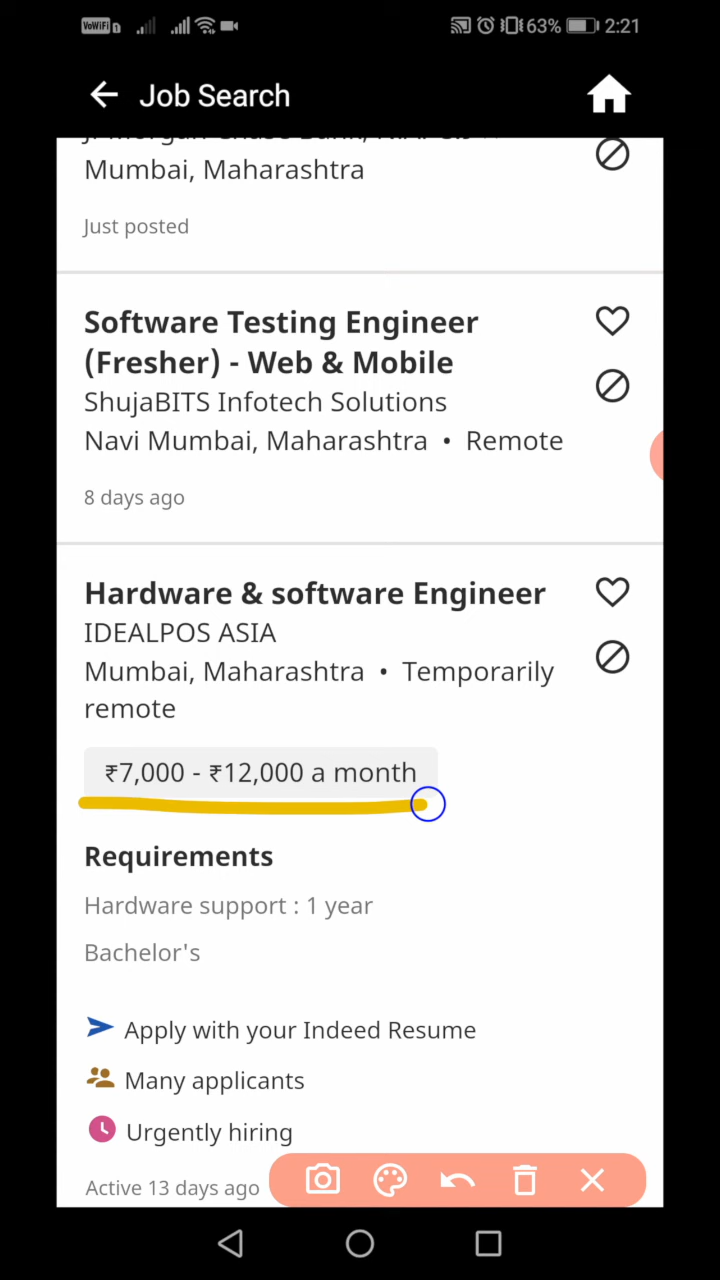 VoWiFi 63% 2:21
Job Search
Mumbai, Maharashtra
Just posted
Software Testing Engineer
(Fresher) - Web & Mobile
ShujaBITS Infotech Solutions
Navi Mumbai, Maharashtra • Remote
8 days ago
Hardware & software Engineer
IDEALPOS ASIA
Mumbai, Maharashtra • Temporarily
remote
₹7,000 - ₹12,000 a month
Requirements
Hardware support : 1 year
Bachelor's
Apply with your Indeed Resume
Many applicants
Urgently hiring
Active 13 days ago